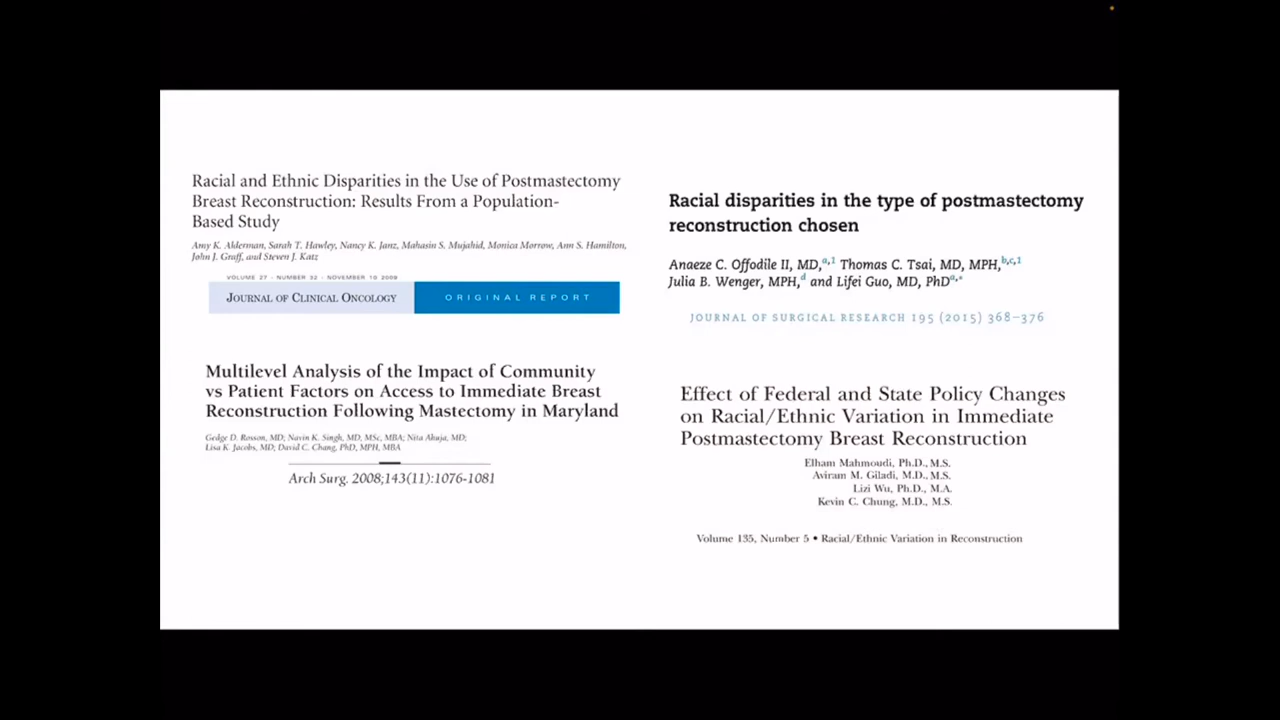 Racial and Ethnic Disparities in the Use of Postmastectomy
Breast Reconstruction: Results From a Population-
Based Study
Amy K. Alderman, Sarah T. Hawley, Nancy K. Janz, Mahasin S. Mujahid, Monica Morrow, Ann S. Hamilton,
John J. Graff, and Steven J. Katz
VOLUME 27 · NUMBER 32 · NOVEMBER 10 2009
JOURNAL OF CLINICAL ONCOLOGY ORIGINAL REPORT
Multilevel Analysis of the Impact of Community
vs Patient Factors on Access to Immediate Breast
Reconstruction Following Mastectomy in Maryland
Gedge D. Rosson, MD; Navin K. Singh, MD, MSc, MBA; Nita Ahuja, MD;
Lisa K. Jacobs, MD; David C. Chang, PhD, MPH, MBA
Arch Surg. 2008;143(11):1076-1081
Racial disparities in the type of postmastectomy
reconstruction chosen
Anaeze C. Offodile II, MD,a,1 Thomas C. Tsai, MD, MPH,b,c,1
Julia B. Wenger, MPH,d and Lifei Guo, MD, PhDa,*
JOURNAL OF SURGICAL RESEARCH 195 (2015) 368–376
Effect of Federal and State Policy Changes
on Racial/Ethnic Variation in Immediate
Postmastectomy Breast Reconstruction
Elham Mahmoudi, Ph.D., M.S.
Aviram M. Giladi, M.D., M.S.
Lizi Wu, Ph.D., M.A.
Kevin C. Chung, M.D., M.S.
Volume 135, Number 5 • Racial/Ethnic Variation in Reconstruction